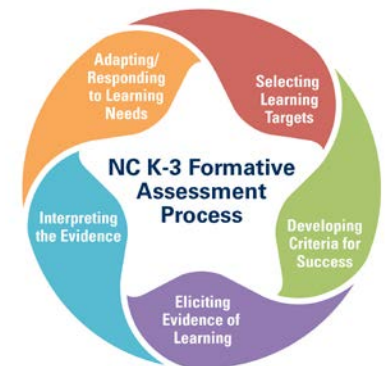 NC K-3 Formative
Assessment
Process
Selecting
Learning
Targets
Developing
Criteria for
Success
Eliciting
Evidence of
Learning
Interpreting
the Evidence
Adapting/
Responding
to Learning
Needs